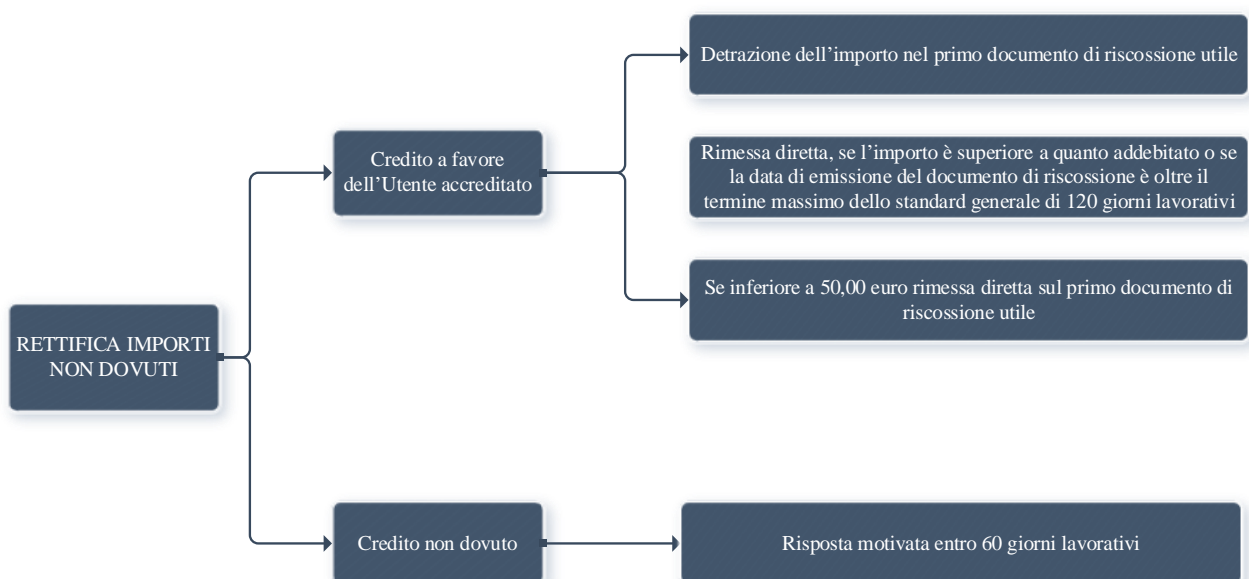 RETTIFICA IMPORTI
NON DOVUTI
Credito a favore
dell’Utente accreditato
Detrazione dell’importo nel primo documento di riscossione utile
Rimessa diretta, se l’importo è superiore a quanto addebitato o se
la data di emissione del documento di riscossione è oltre il
termine massimo dello standard generale di 120 giorni lavorativi
Se inferiore a 50,00 euro rimessa diretta sul primo documento di
riscossione utile
Credito non dovuto
Risposta motivata entro 60 giorni lavorativi